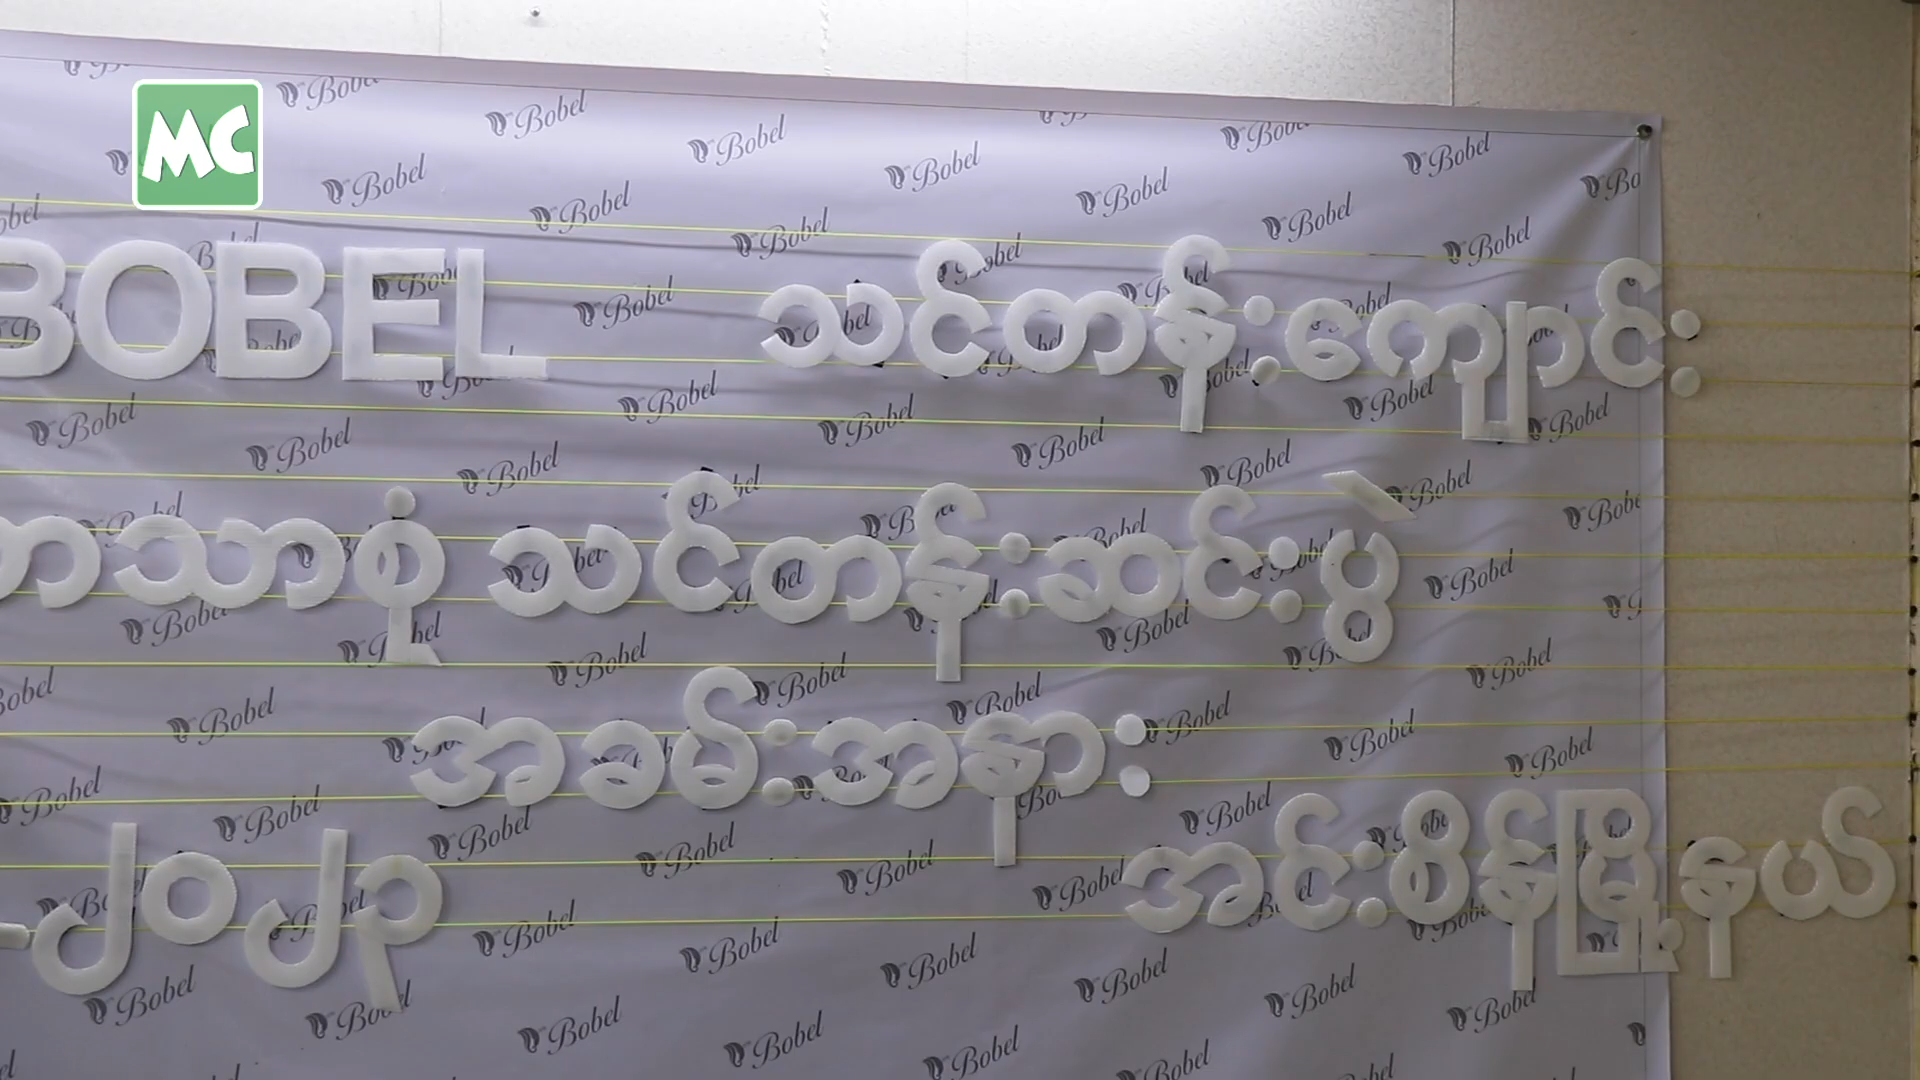 MC
BOBEL သင်တန်းကျောင်း
ဘာသာစုံ သင်တန်းဆင်းပွဲ
အခမ်းအနား
-၂၀၂၃
အင်းစိန်မြို့နယ်
Bobel